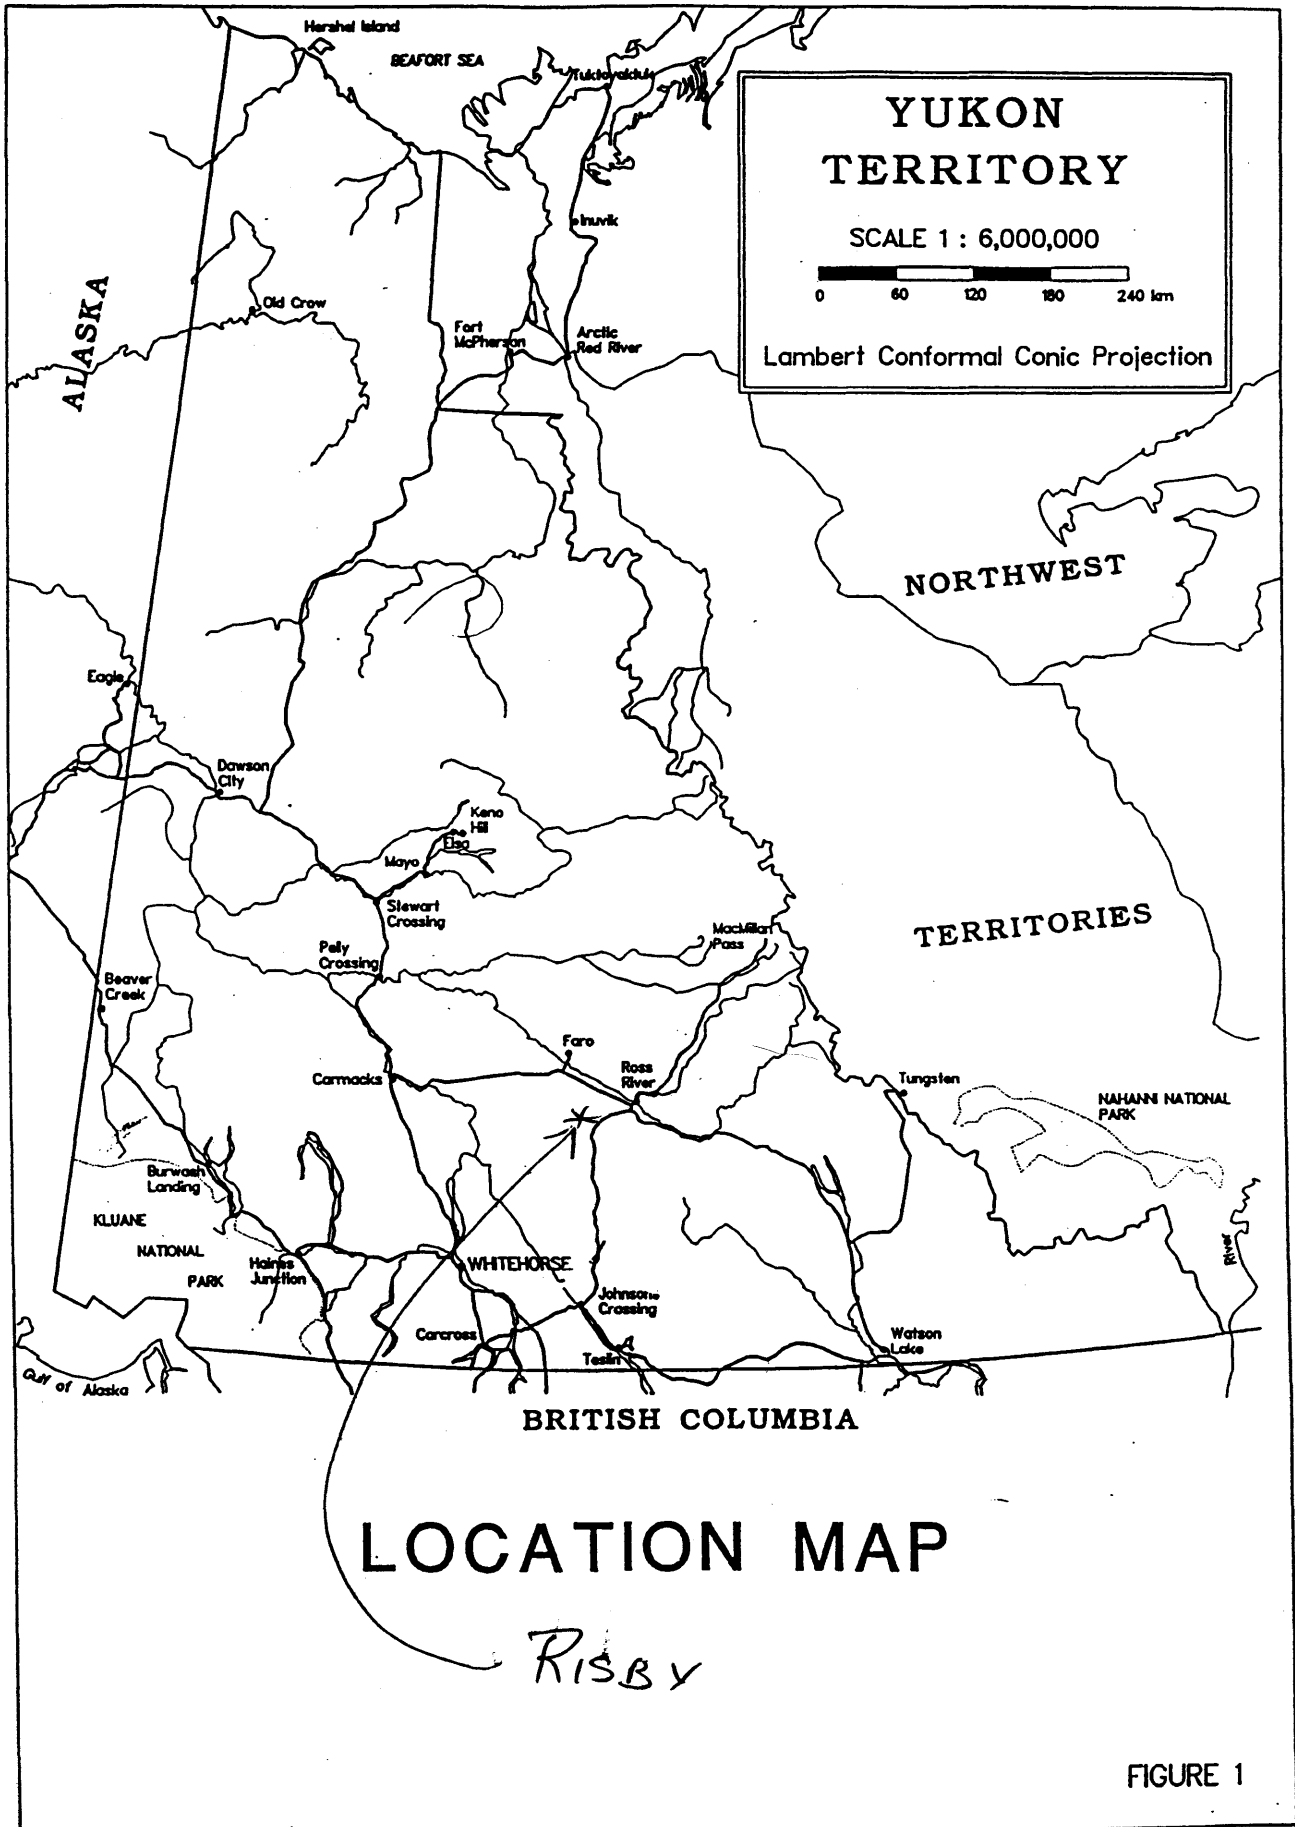 Hershel Island
BEAFORT SEA
Tuktoyaktuk
YUKON
TERRITORY
SCALE 1 : 6,000,000
0 60 120 180 240 km
Lambert Conformal Conic Projection
Inuvik
ALASKA
Old Crow
Fort
McPherson
Arctic
Red River
NORTHWEST
Eagle
Dawson
City
Keno
Hill
Elsa
Mayo
Stewart
Crossing
TERRITORIES
MacMillan
Pass
Pelly
Crossing
Beaver
Creek
Faro
Ross
River
Carmacks
Tungsten
NAHANNI NATIONAL
PARK
Burwash
Landing
KLUANE
NATIONAL
PARK
Haines
Junction
WHITEHORSE
River
Johnsons
Crossing
Carcross
Teslin
Watson
Lake
Gulf of Alaska
BRITISH COLUMBIA
LOCATION MAP
RISBY
FIGURE 1